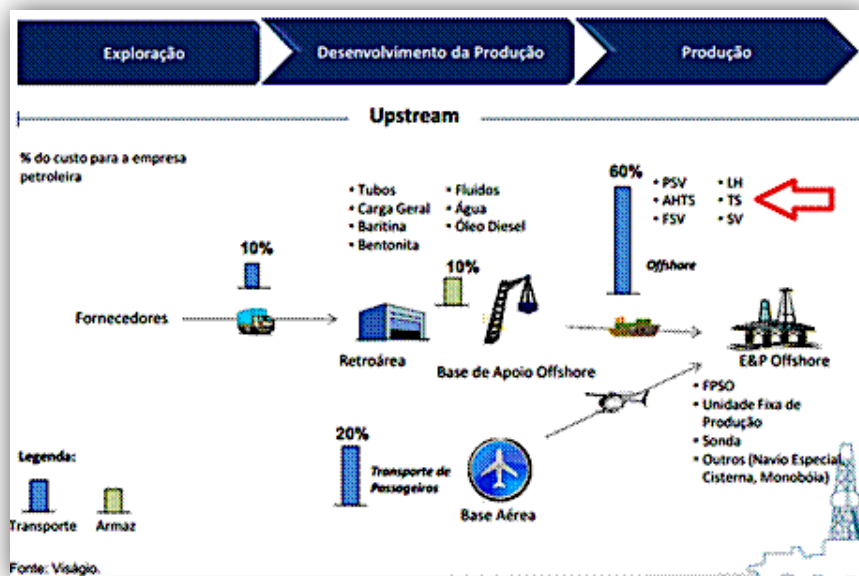 Exploração
Desenvolvimento da Produção
Produção
Upstream
% do custo para a empresa
petroleira
10%
• Tubos
• Carga Geral
• Baritina
• Bentonita
• Fluidos
• Água
• Óleo Diesel
10%
60%
• PSV
• AHTS
• FSV
• LH
• TS
• SV
Offshore
Fornecedores
Retroárea
Base de Apoio Offshore
E&P Offshore
• FPSO
• Unidade Fixa de
Produção
• Sonda
• Outros (Navio Especial,
Cisterna, Monobóia)
20%
Transporte de
Passageiros
Base Aérea
Legenda:
Transporte
Armaz
Fonte: Viságio.